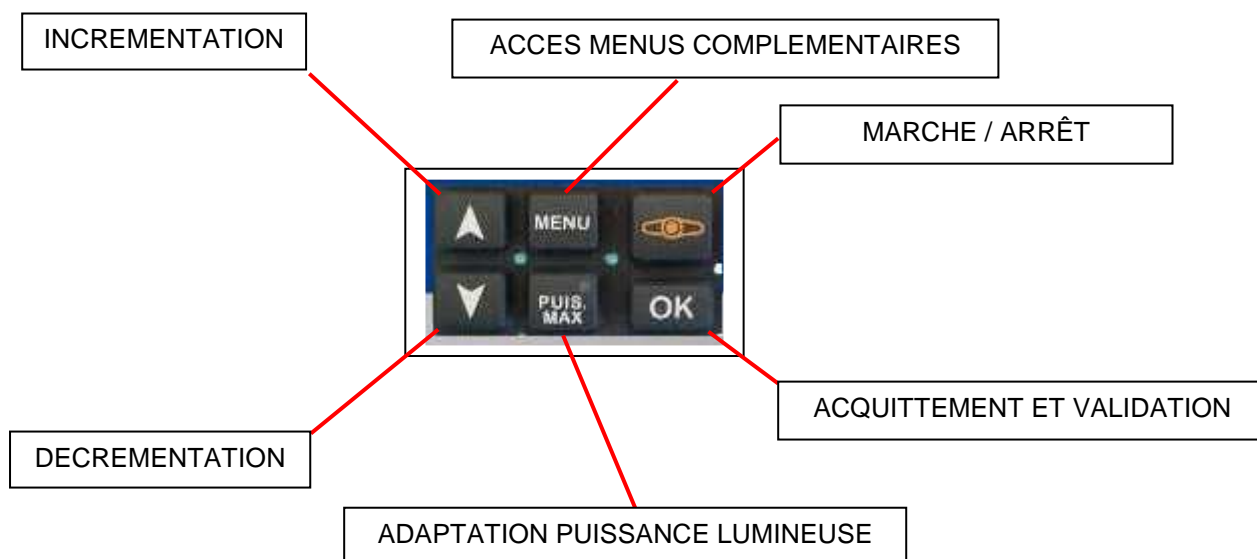 INCREMENTATION
ACCES MENUS COMPLEMENTAIRES
MARCHE / ARRÊT
MENU
PUIS.
MAX
OK
ACQUITTEMENT ET VALIDATION
DECREMENTATION
ADAPTATION PUISSANCE LUMINEUSE